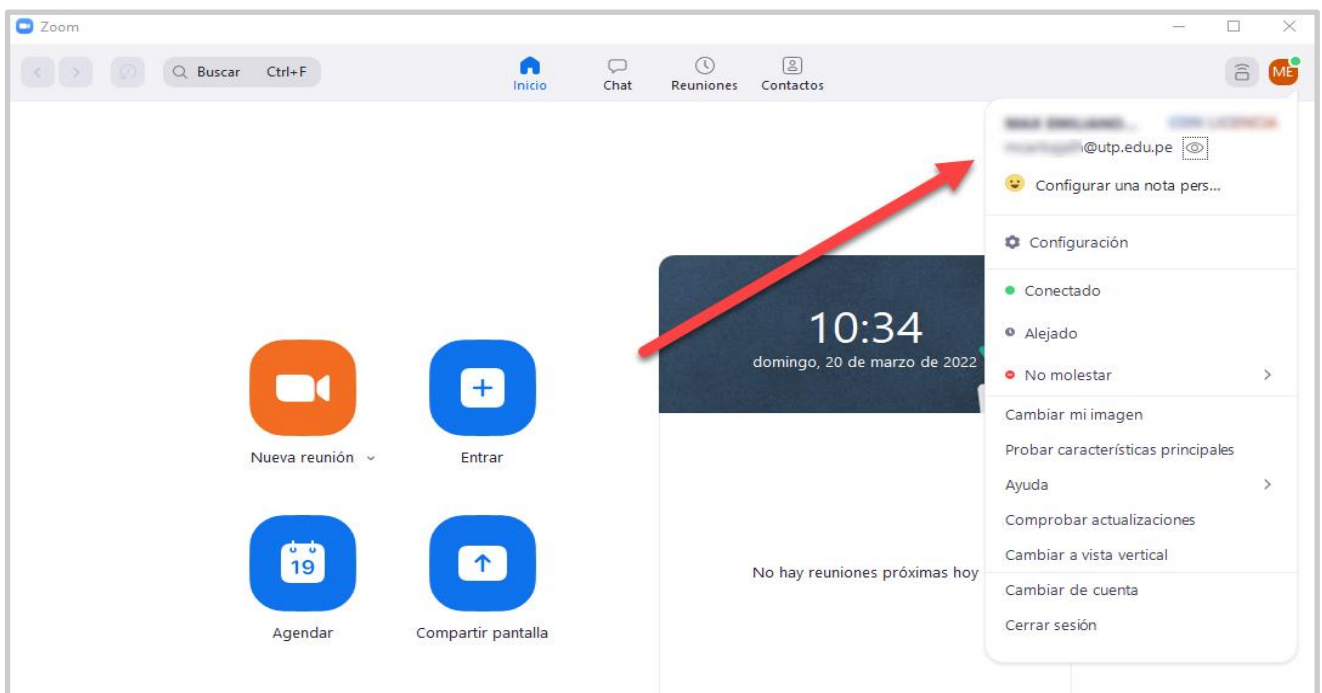 Zoom
Buscar Ctrl+F
Inicio
Chat
Reuniones
Contactos
ME
@utp.edu.pe
Configurar una nota pers...
Configuración
Conectado
Alejado
No molestar
Cambiar mi imagen
Probar características principales
Ayuda
Comprobar actualizaciones
Cambiar a vista vertical
Cambiar de cuenta
Cerrar sesión
10:34
domingo, 20 de marzo de 2022
Nueva reunión
Entrar
19
Agendar
Compartir pantalla
No hay reuniones próximas hoy